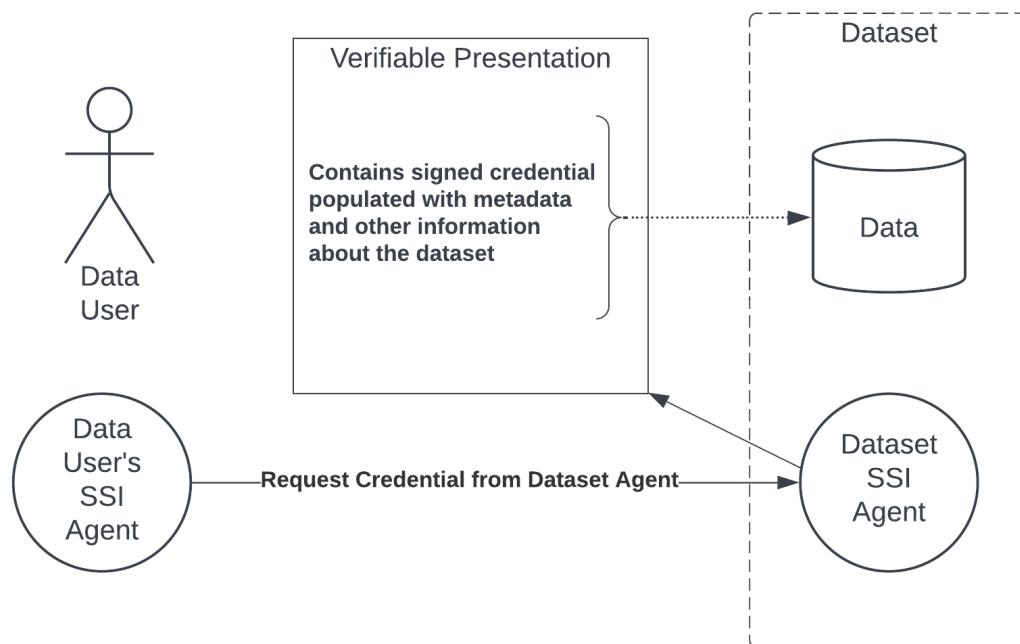 Verifiable Presentation
Dataset
Contains signed credential
populated with metadata
and other information
about the dataset
Data
Data
User
Data
User's
SSI
Agent
Request Credential from Dataset Agent
Dataset
SSI
Agent